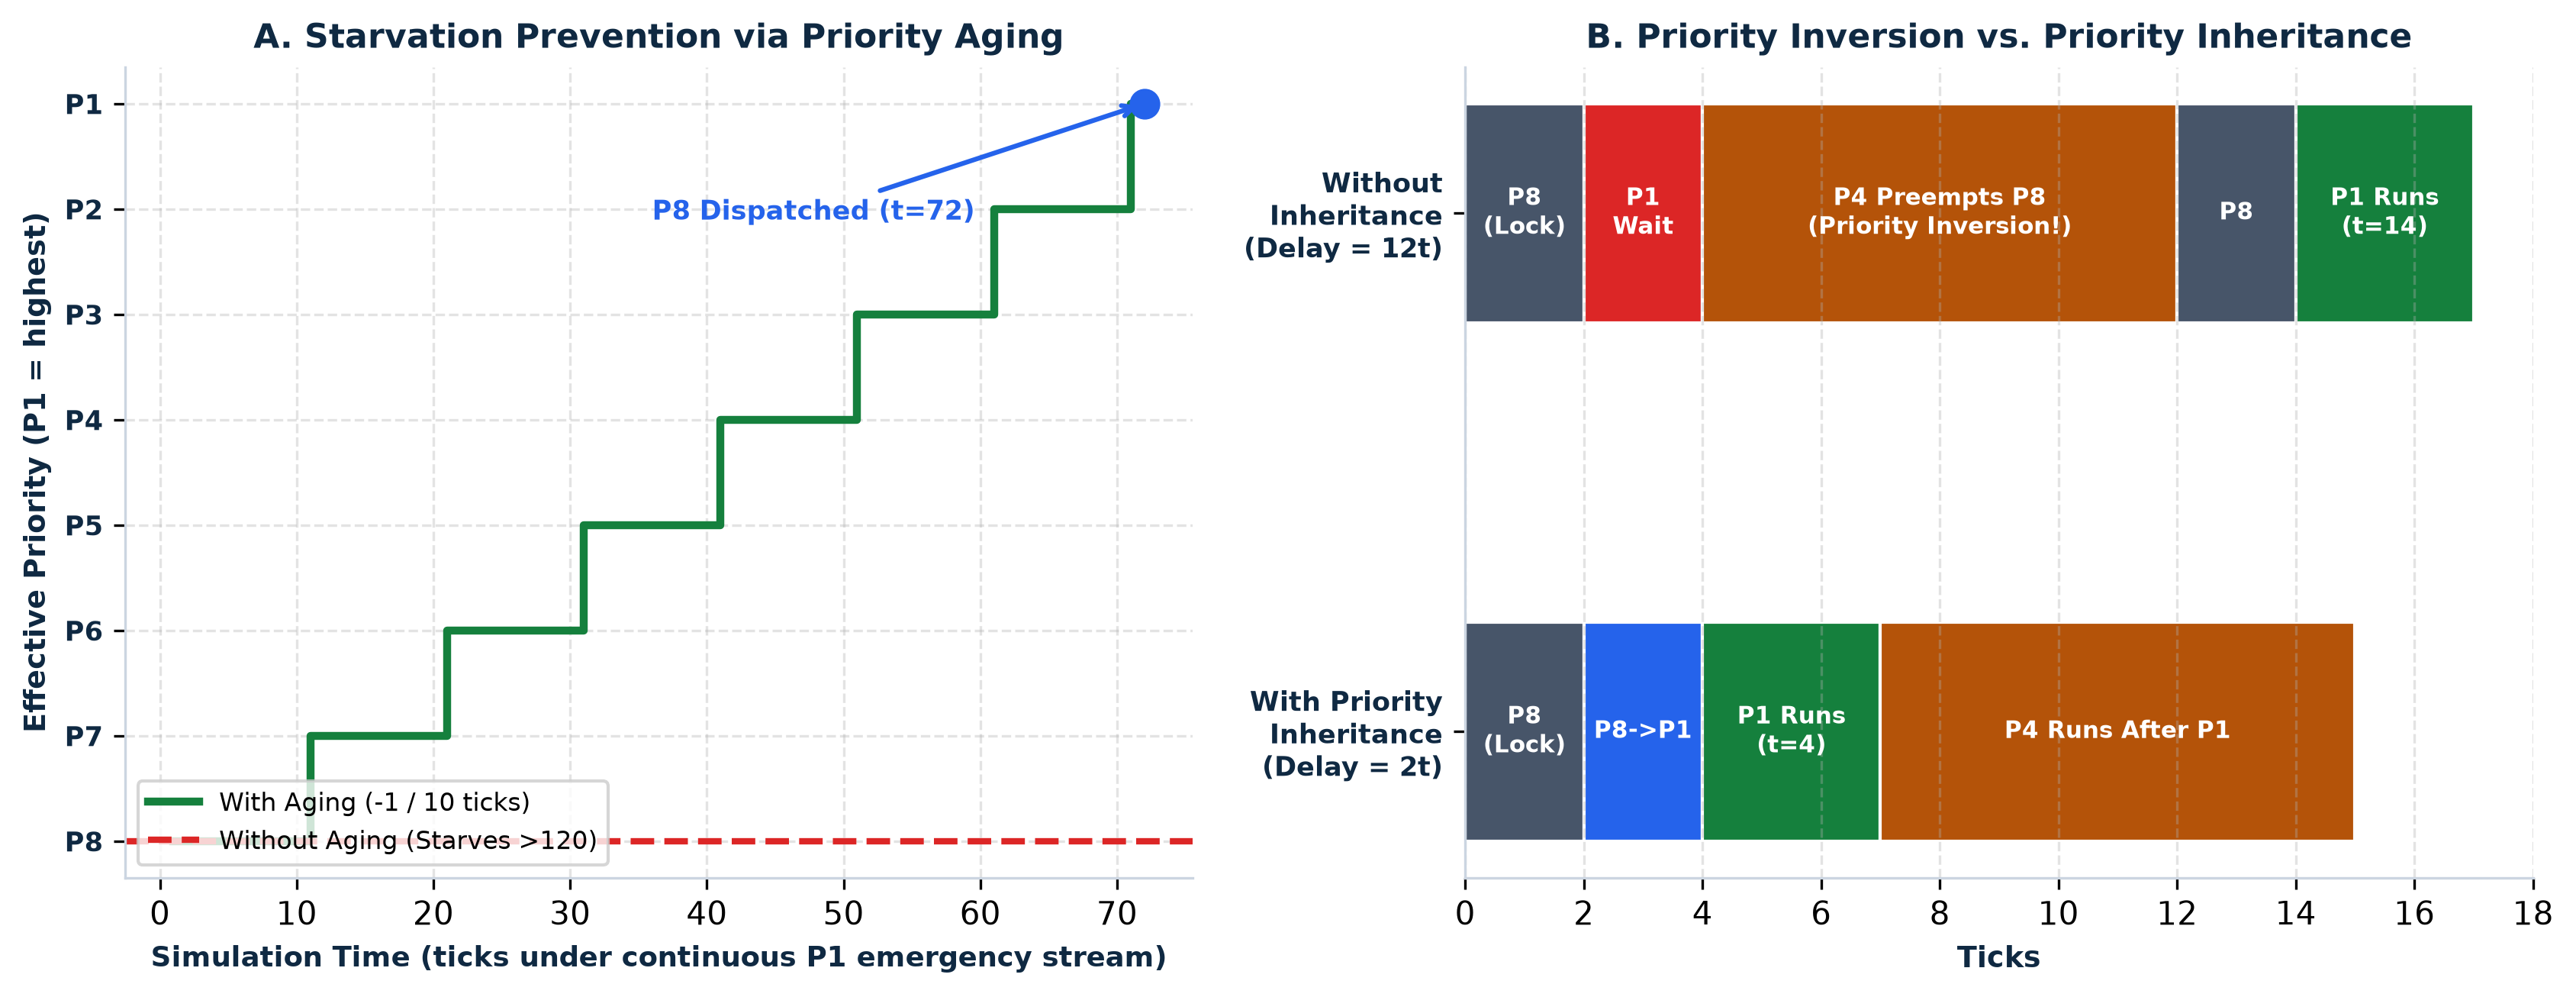 A. Starvation Prevention via Priority Aging
Effective Priority (P1 = highest)
P1
P2
P3
P4
P5
P6
P7
P8
P8 Dispatched (t=72)
With Aging (-1 / 10 ticks)
Without Aging (Starves >120)
0 10 20 30 40 50 60 70
Simulation Time (ticks under continuous P1 emergency stream)
B. Priority Inversion vs. Priority Inheritance
Without
Inheritance
(Delay = 12t)
P8
(Lock)
P1
Wait
P4 Preempts P8
(Priority Inversion!)
P8
P1 Runs
(t=14)
With Priority
Inheritance
(Delay = 2t)
P8
(Lock)
P8->P1
P1 Runs
(t=4)
P4 Runs After P1
0 2 4 6 8 10 12 14 16 18
Ticks